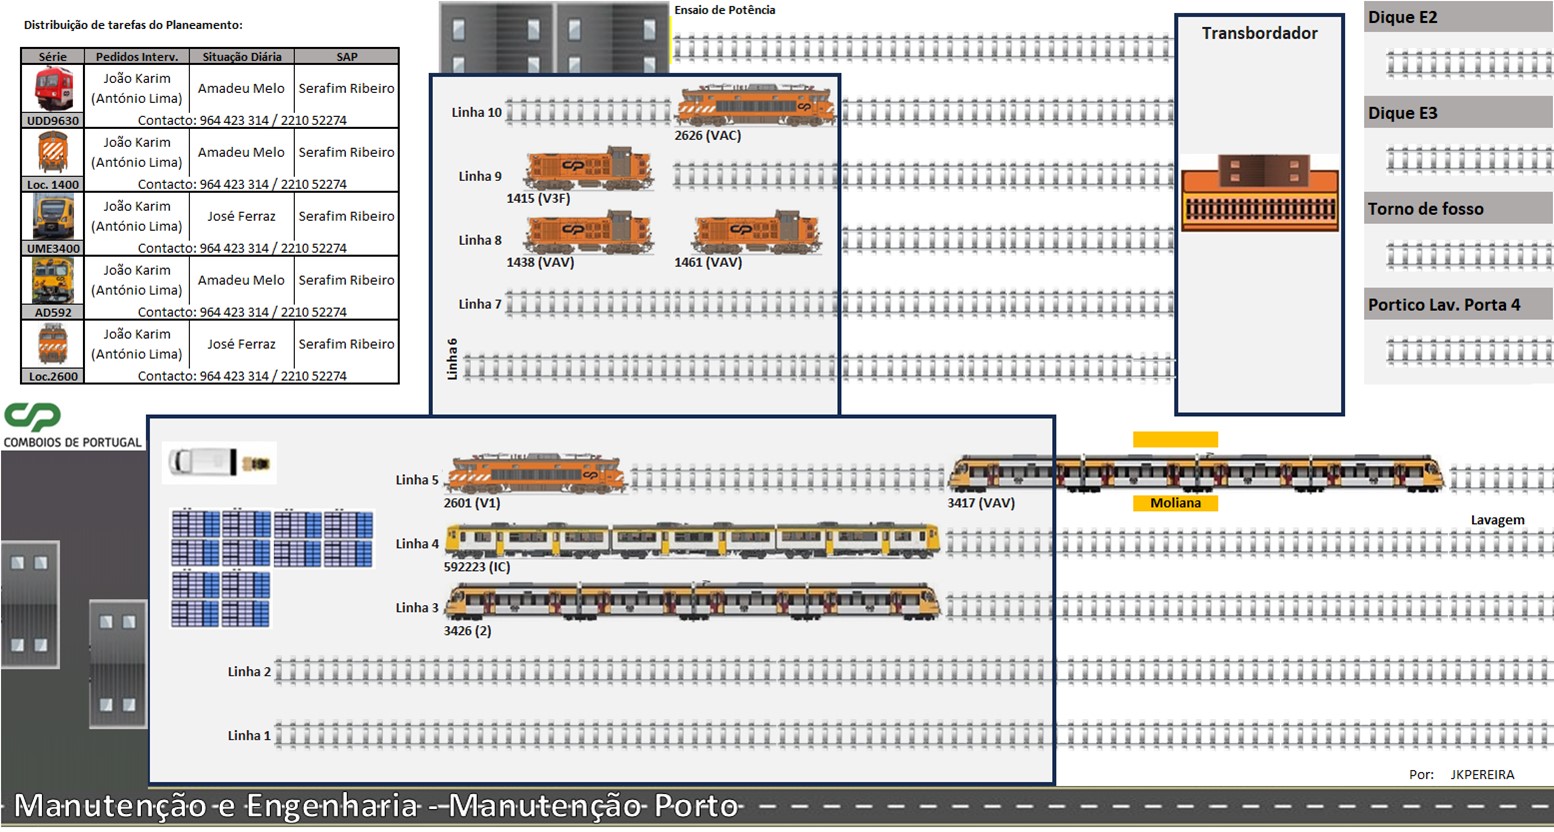 Distribuição de tarefas do Planeamento:
Série Pedidos Interv. Situação Diária SAP
João Karim
(António Lima) Amadeu Melo Serafim Ribeiro
UDD9630 Contacto: 964 423 314 / 2210 52274
João Karim
(António Lima) Amadeu Melo Serafim Ribeiro
Loc. 1400 Contacto: 964 423 314 / 2210 52274
João Karim
(António Lima) José Ferraz Serafim Ribeiro
UME3400 Contacto: 964 423 314 / 2210 52274
João Karim
(António Lima) Amadeu Melo Serafim Ribeiro
AD592 Contacto: 964 423 314 / 2210 52274
João Karim
(António Lima) José Ferraz Serafim Ribeiro
Loc.2600 Contacto: 964 423 314 / 2210 52274
Ensaio de Potência
Linha 10
2626 (VAC)
Linha 9
1415 (V3F)
Linha 8
1438 (VAV) 1461 (VAV)
Linha 7
Linha 6
Transbordador
Dique E2
Dique E3
Torno de fosso
Portico Lav. Porta 4
CP
COMBOIOS DE PORTUGAL
Linha 5
2601 (V1) 3417 (VAV)
Moliana
Lavagem
Linha 4
592223 (IC)
Linha 3
3426 (2)
Linha 2
Linha 1
Por: JKPEREIRA
Manutenção e Engenharia - Manutenção Porto